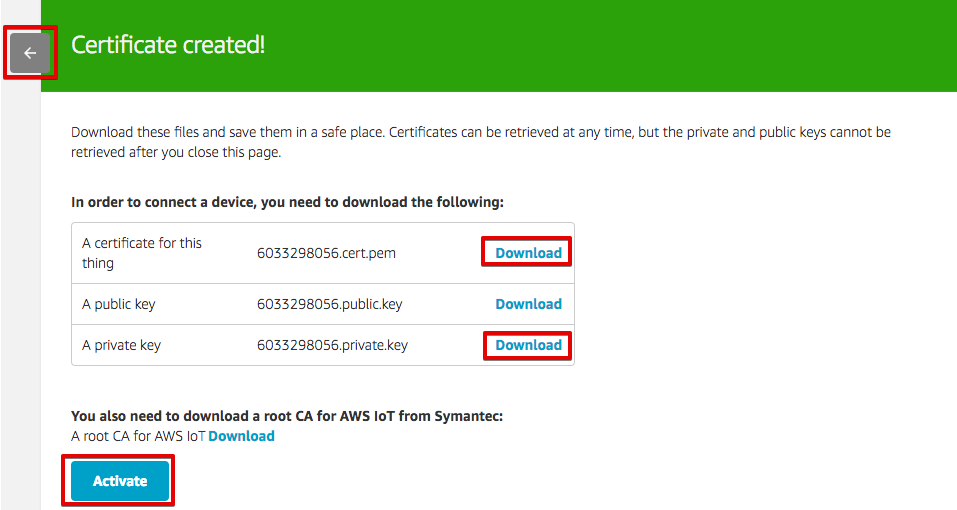 Certificate created!
Download these files and save them in a safe place. Certificates can be retrieved at any time, but the private and public keys cannot be
retrieved after you close this page.
In order to connect a device, you need to download the following:
A certificate for this
thing
6033298056.cert.pem Download
A public key 6033298056.public.key Download
A private key 6033298056.private.key Download
You also need to download a root CA for AWS IoT from Symantec:
A root CA for AWS IoT Download
Activate